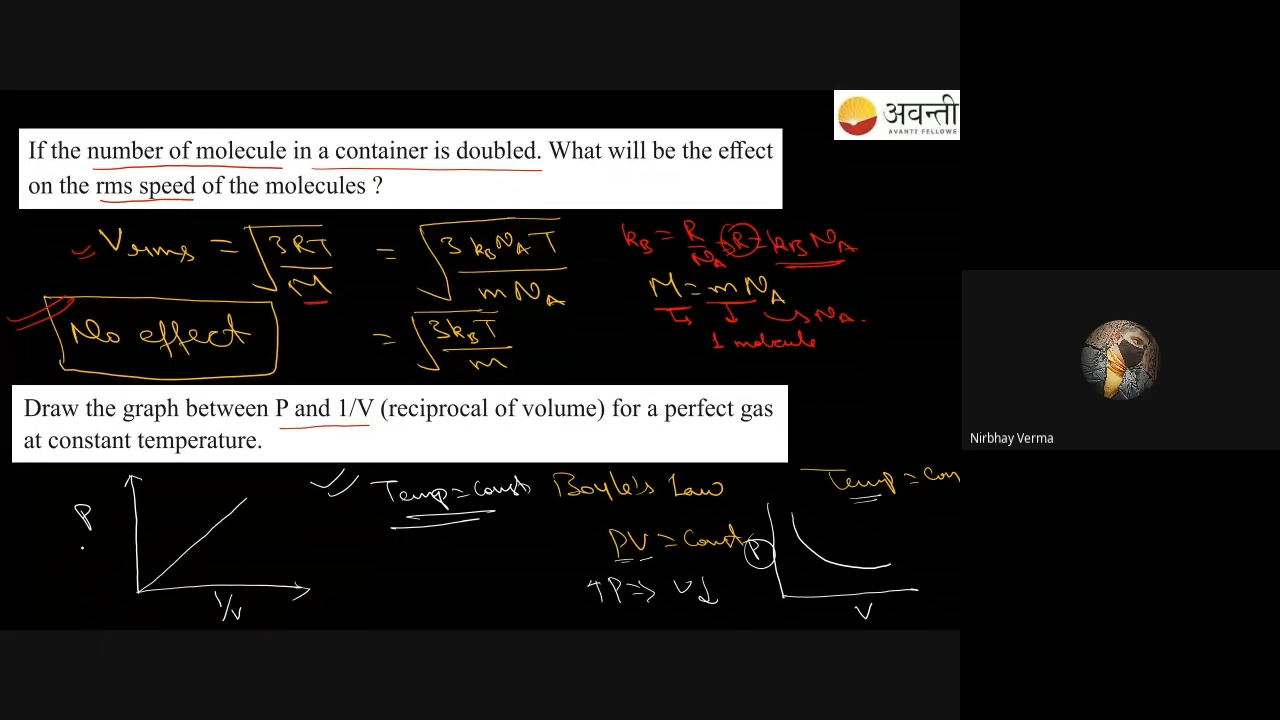 अवन्ती
AVANTI FELLOWS
If the number of molecule in a container is doubled. What will be the effect
on the rms speed of the molecules ?
Vrms = √3RT/M = √3kBNAT/mNA
kB = R/NA R = kBNA
M = mNA
NA.
1 molecule
No effect
= √3kBT/m
Draw the graph between P and 1/V (reciprocal of volume) for a perfect gas
at constant temperature.
P
1/V
Temp = Const
Boyle's Law
PV = Const
↑P ⇒ V↓
Temp = Con
P
V
Nirbhay Verma